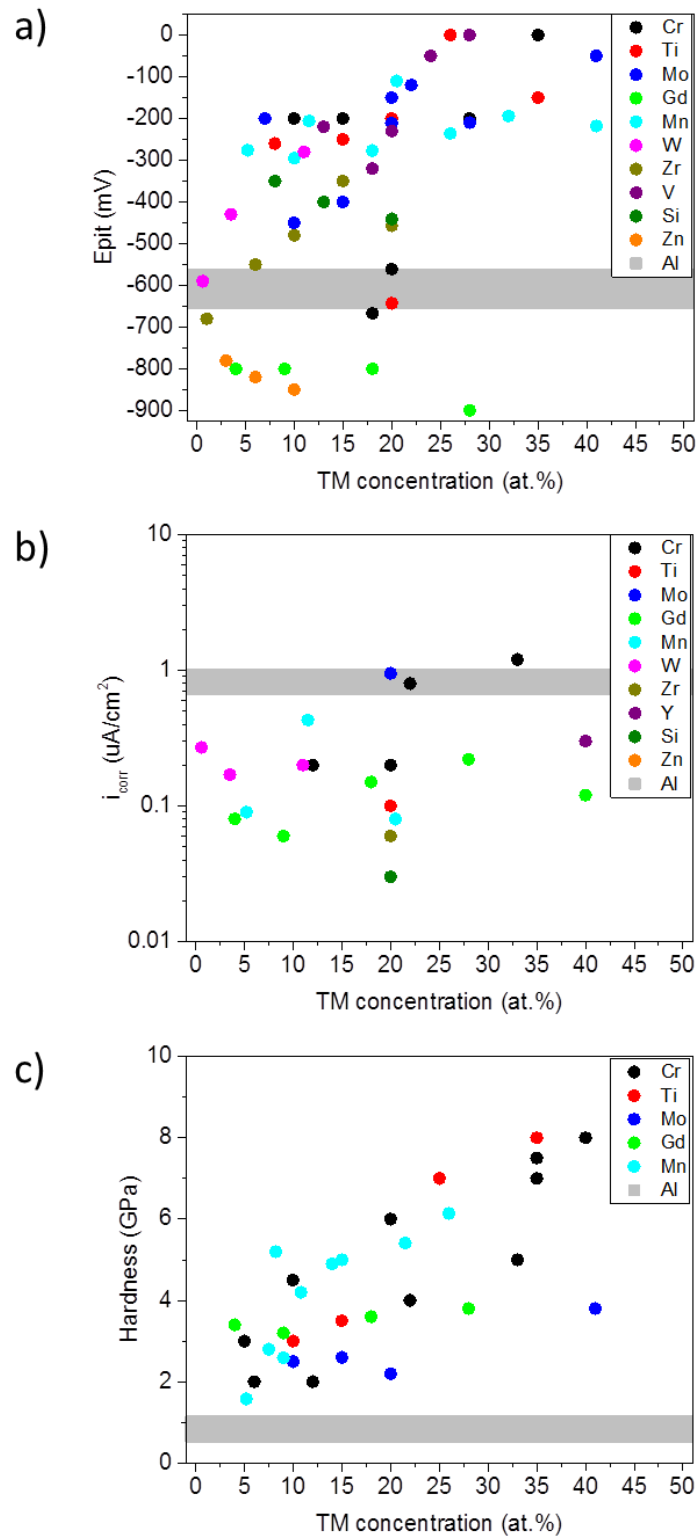 a)
0
-100
-200
-300
-400
-500
-600
-700
-800
-900
Epit (mV)
Cr
Ti
Mo
Gd
Mn
W
Zr
V
Si
Zn
Al
0 5 10 15 20 25 30 35 40 45 50
TM concentration (at.%)
b)
10
1
0.1
0.01
i_corr (uA/cm²)
Cr
Ti
Mo
Gd
Mn
W
Zr
Y
Si
Zn
Al
0 5 10 15 20 25 30 35 40 45 50
TM concentration (at.%)
c)
10
8
6
4
2
0
Hardness (GPa)
Cr
Ti
Mo
Gd
Mn
Al
0 5 10 15 20 25 30 35 40 45 50
TM concentration (at.%)